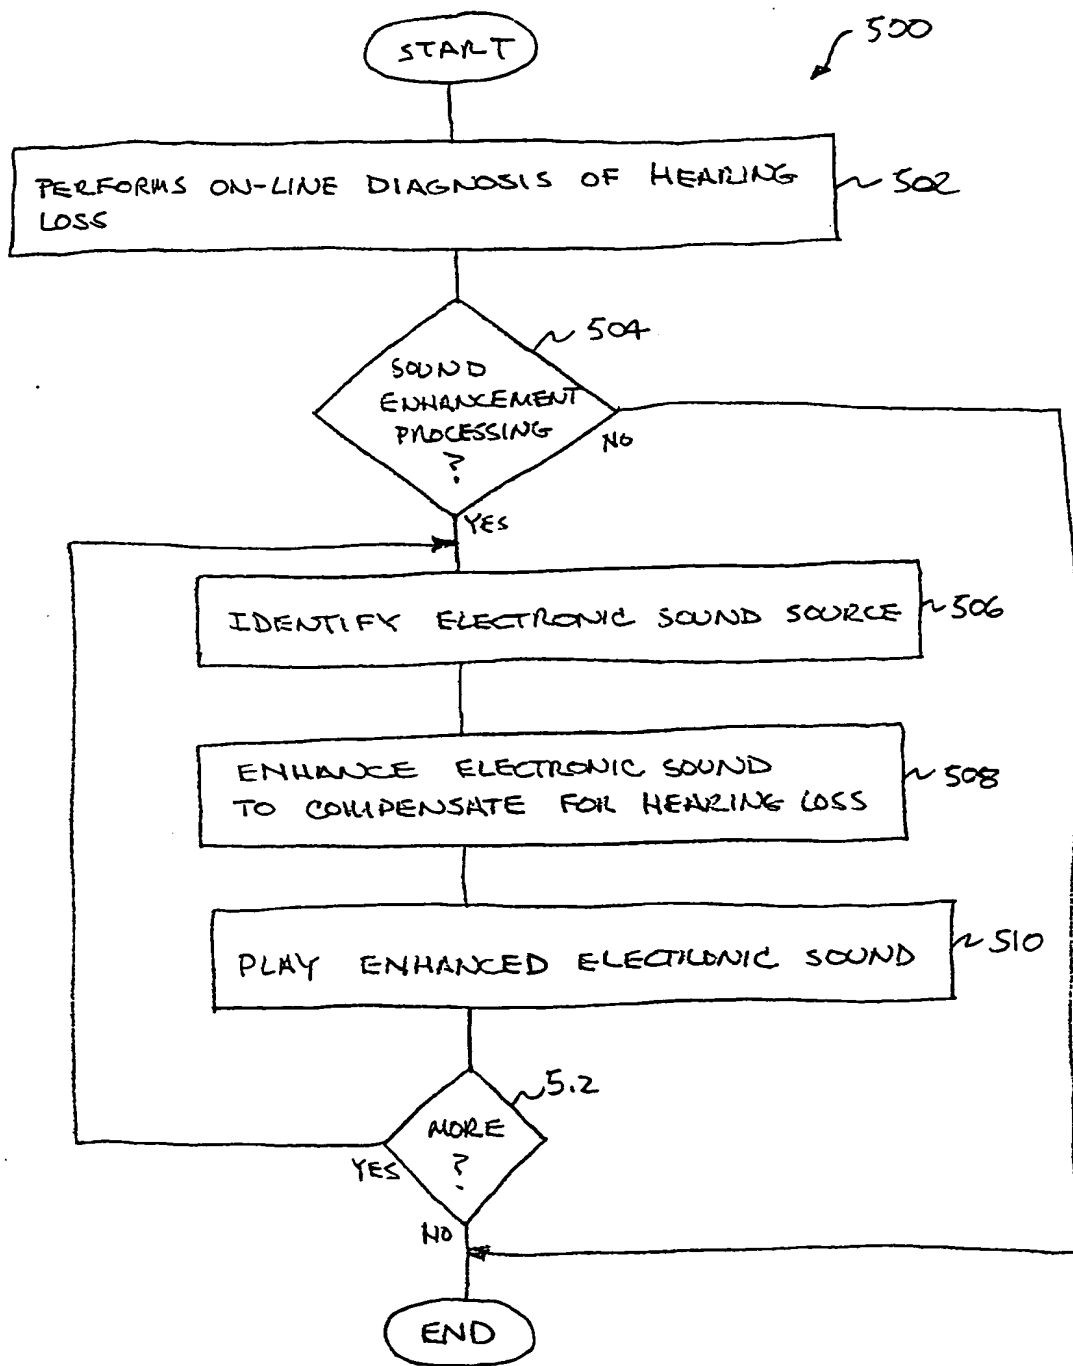 START
500
PERFORMS ON-LINE DIAGNOSIS OF HEARING
LOSS
502
504
SOUND
ENHANCEMENT
PROCESSING
?
NO
YES
IDENTIFY ELECTRONIC SOUND SOURCE
506
ENHANCE ELECTRONIC SOUND
TO COMPENSATE FOR HEARING LOSS
508
PLAY ENHANCED ELECTRONIC SOUND
510
5.2
MORE
?
YES
NO
END